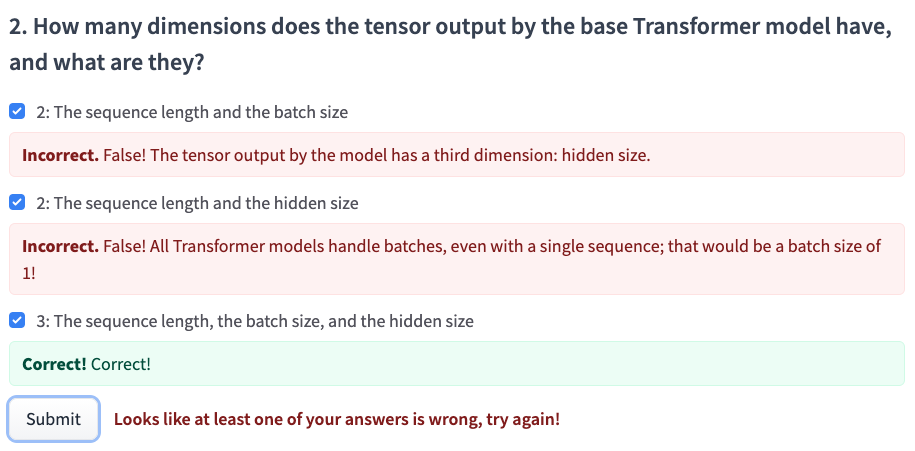 2. How many dimensions does the tensor output by the base Transformer model have,
and what are they?
2: The sequence length and the batch size
Incorrect. False! The tensor output by the model has a third dimension: hidden size.
2: The sequence length and the hidden size
Incorrect. False! All Transformer models handle batches, even with a single sequence; that would be a batch size of
1!
3: The sequence length, the batch size, and the hidden size
Correct! Correct!
Submit Looks like at least one of your answers is wrong, try again!